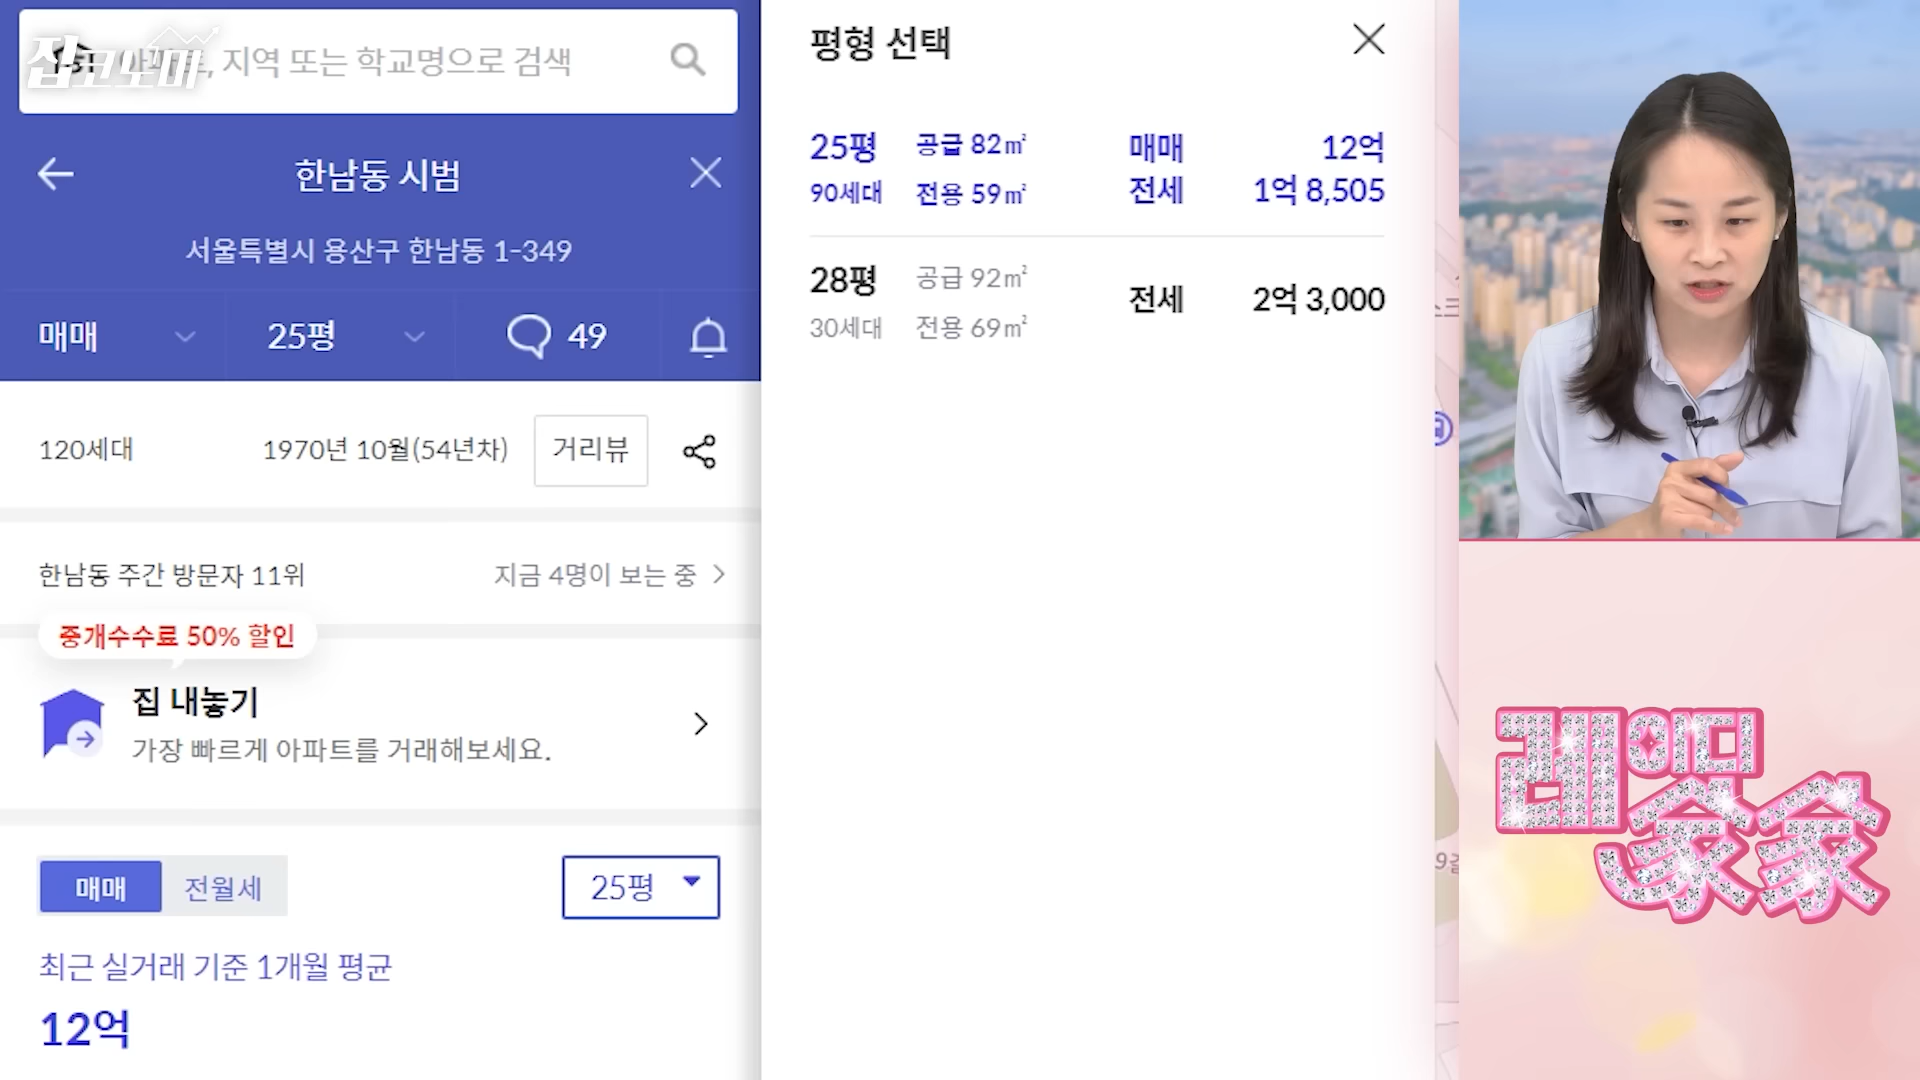 집코노미
아파트, 지역 또는 학교명으로 검색
한남동 시범
서울특별시 용산구 한남동 1-349
매매
25평
49
120세대
1970년 10월(54년차)
거리뷰
한남동 주간 방문자 11위
지금 4명이 보는 중
중개수수료 50% 할인
집 내놓기
가장 빠르게 아파트를 거래해보세요.
매매
전월세
25평
최근 실거래 기준 1개월 평균
12억
평형 선택
25평 공급 82㎡ 매매 12억
90세대 전용 59㎡ 전세 1억 8,505
28평 공급 92㎡
전세 2억 3,000
30세대 전용 69㎡
레이디
家家